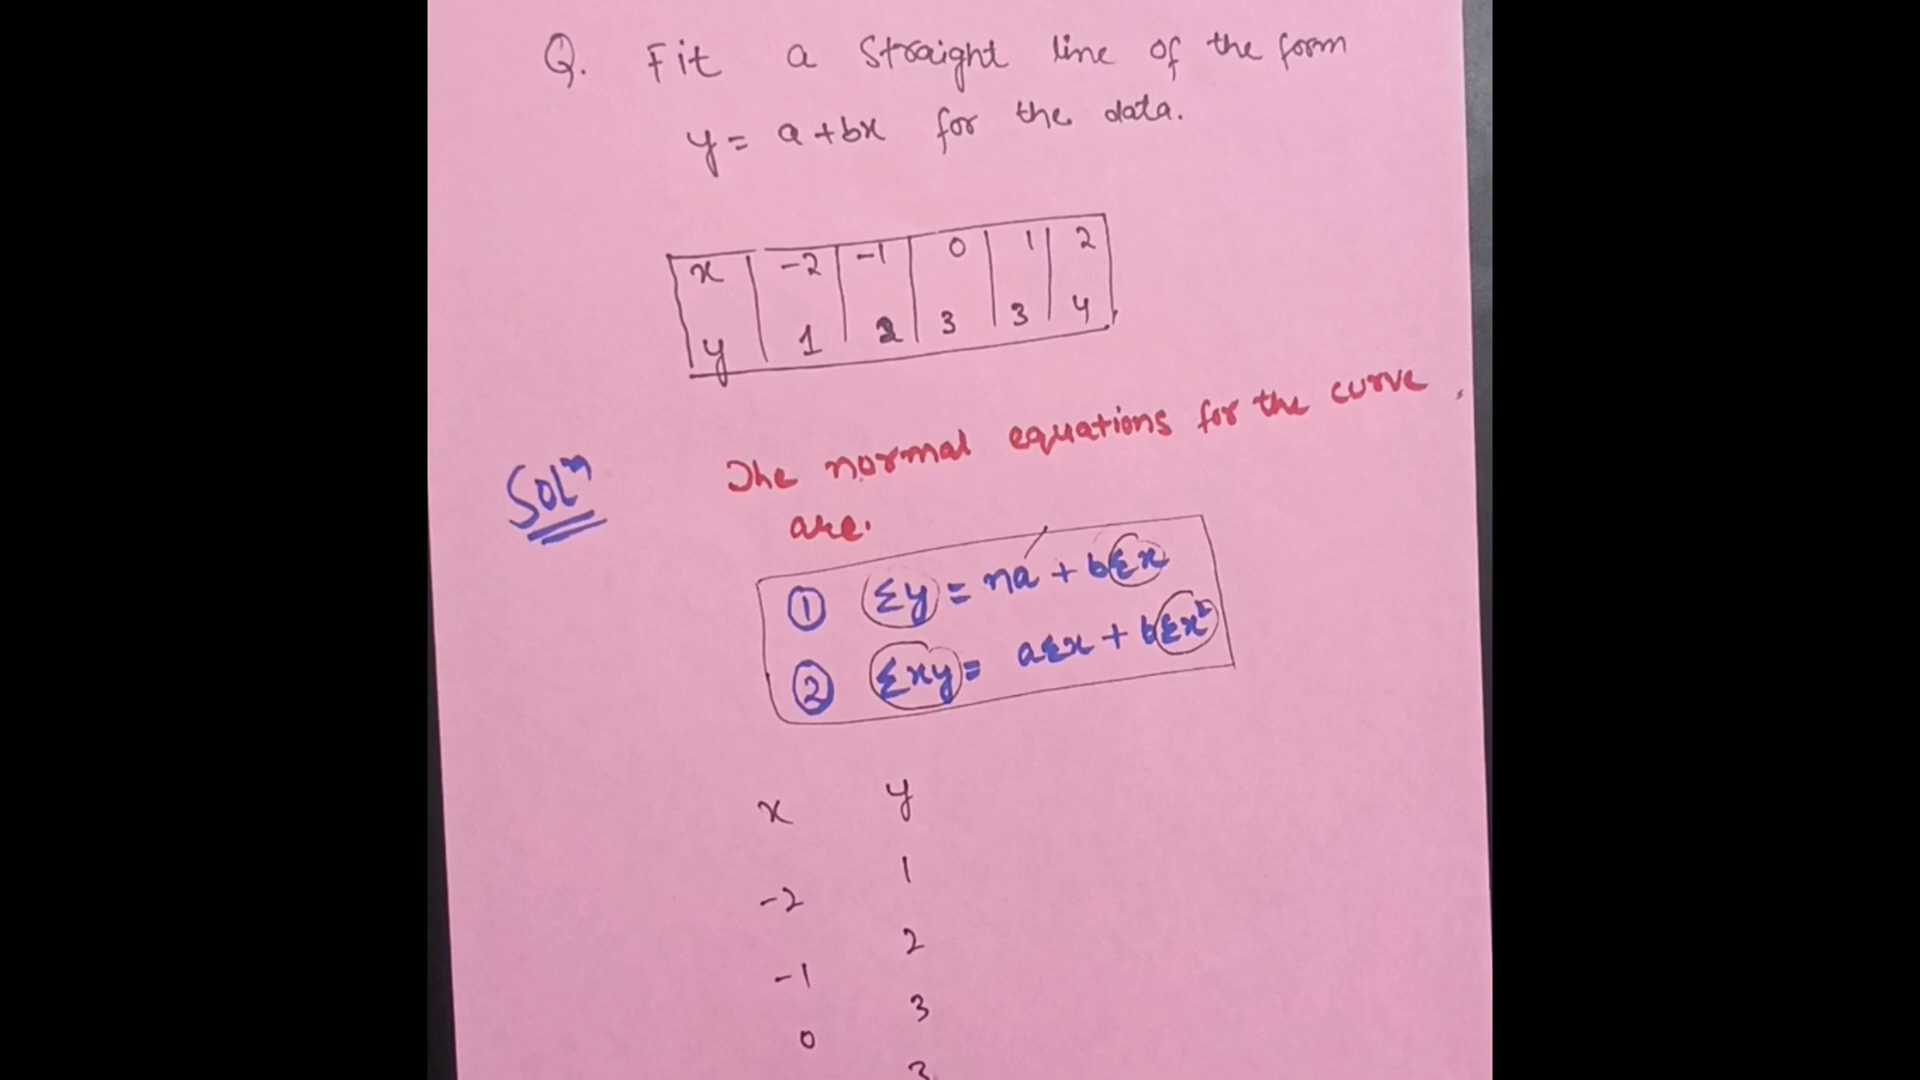 Q. Fit a straight line of the form
y = a + bx for the data.
x -2 -1 0 1 2
y 1 2 3 3 4
Solⁿ The normal equations for the curve
are.
① Σy = na + bΣx
② Σxy = aΣx + bΣx²
x y
-2 1
-1 2
0 3
3